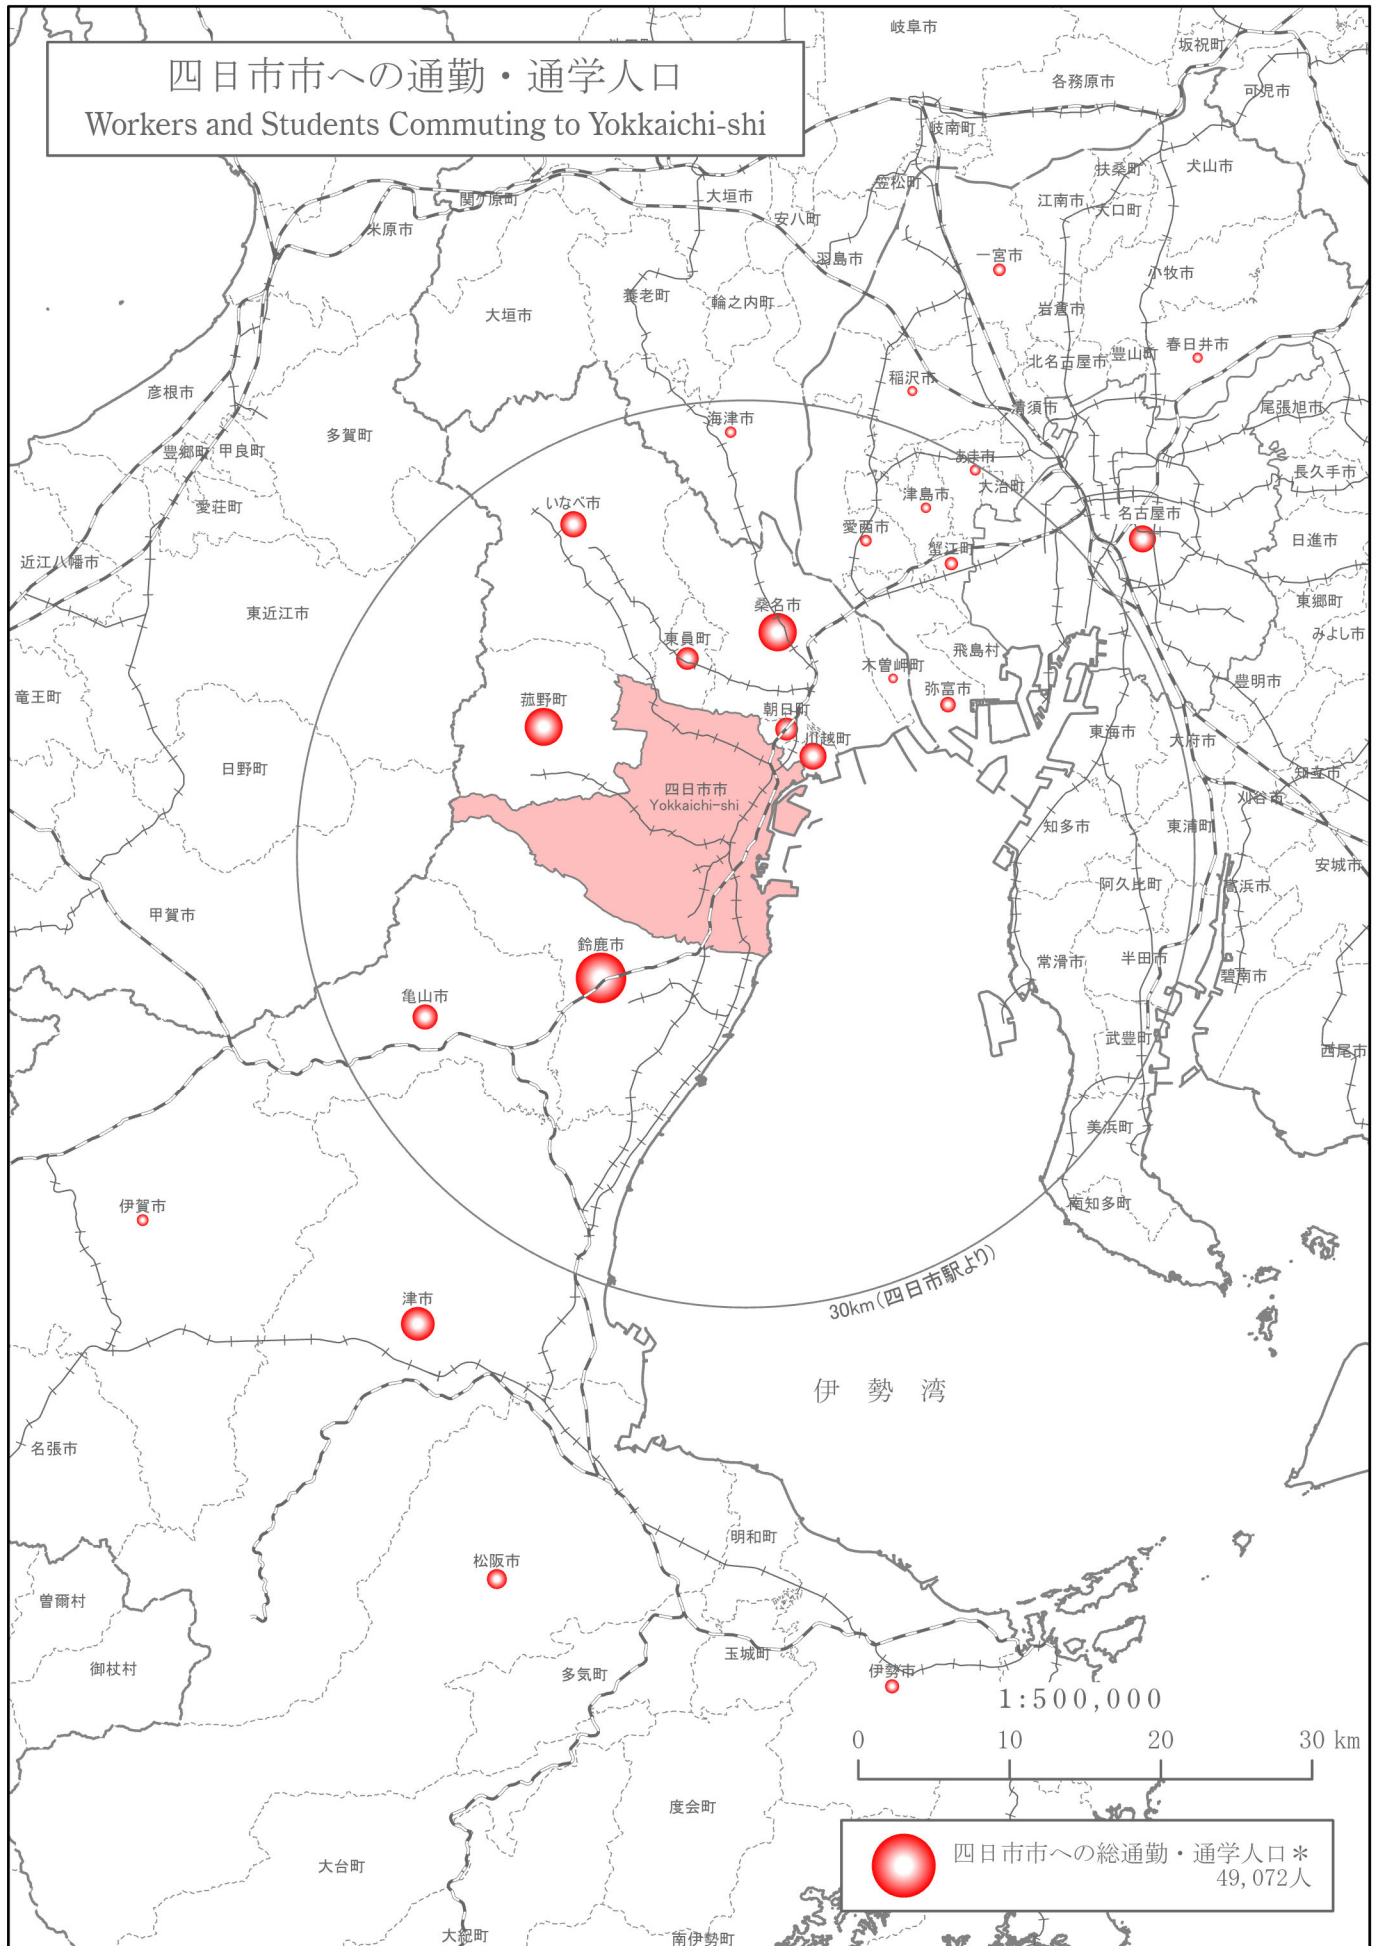 四日市市への通勤・通学人口
Workers and Students Commuting to Yokkaichi-shi
岐阜市
坂祝町
各務原市
可児市
岐南町
扶桑町
犬山市
笠松町
関ケ原町
大垣市
江南市
大口町
安八町
米原市
羽島市
一宮市
小牧市
養老町
輪之内町
大垣市
岩倉市
春日井市
豊山町
北名古屋市
稲沢市
彦根市
清須市
尾張旭市
海津市
多賀町
豊郷町
甲良町
あま市
長久手市
大治町
津島市
いなべ市
愛荘町
名古屋市
愛西市
日進市
蟹江町
近江八幡市
東郷町
桑名市
東近江市
みよし市
東員町
飛島村
木曽岬町
豊明市
弥富市
竜王町
菰野町
朝日町
東海市
川越町
大府市
日野町
知立市
四日市市
Yokkaichi-shi
刈谷市
知多市
東浦町
安城市
阿久比町
高浜市
甲賀市
鈴鹿市
常滑市
半田市
碧南市
亀山市
武豊町
西尾市
美浜町
伊賀市
南知多町
30km(四日市駅より)
津市
伊勢湾
名張市
明和町
松阪市
曽爾村
玉城町
御杖村
多気町
伊勢市
1:500,000
0 10 20 30 km
度会町
四日市市への総通勤・通学人口＊
49,072人
大台町
大紀町
南伊勢町